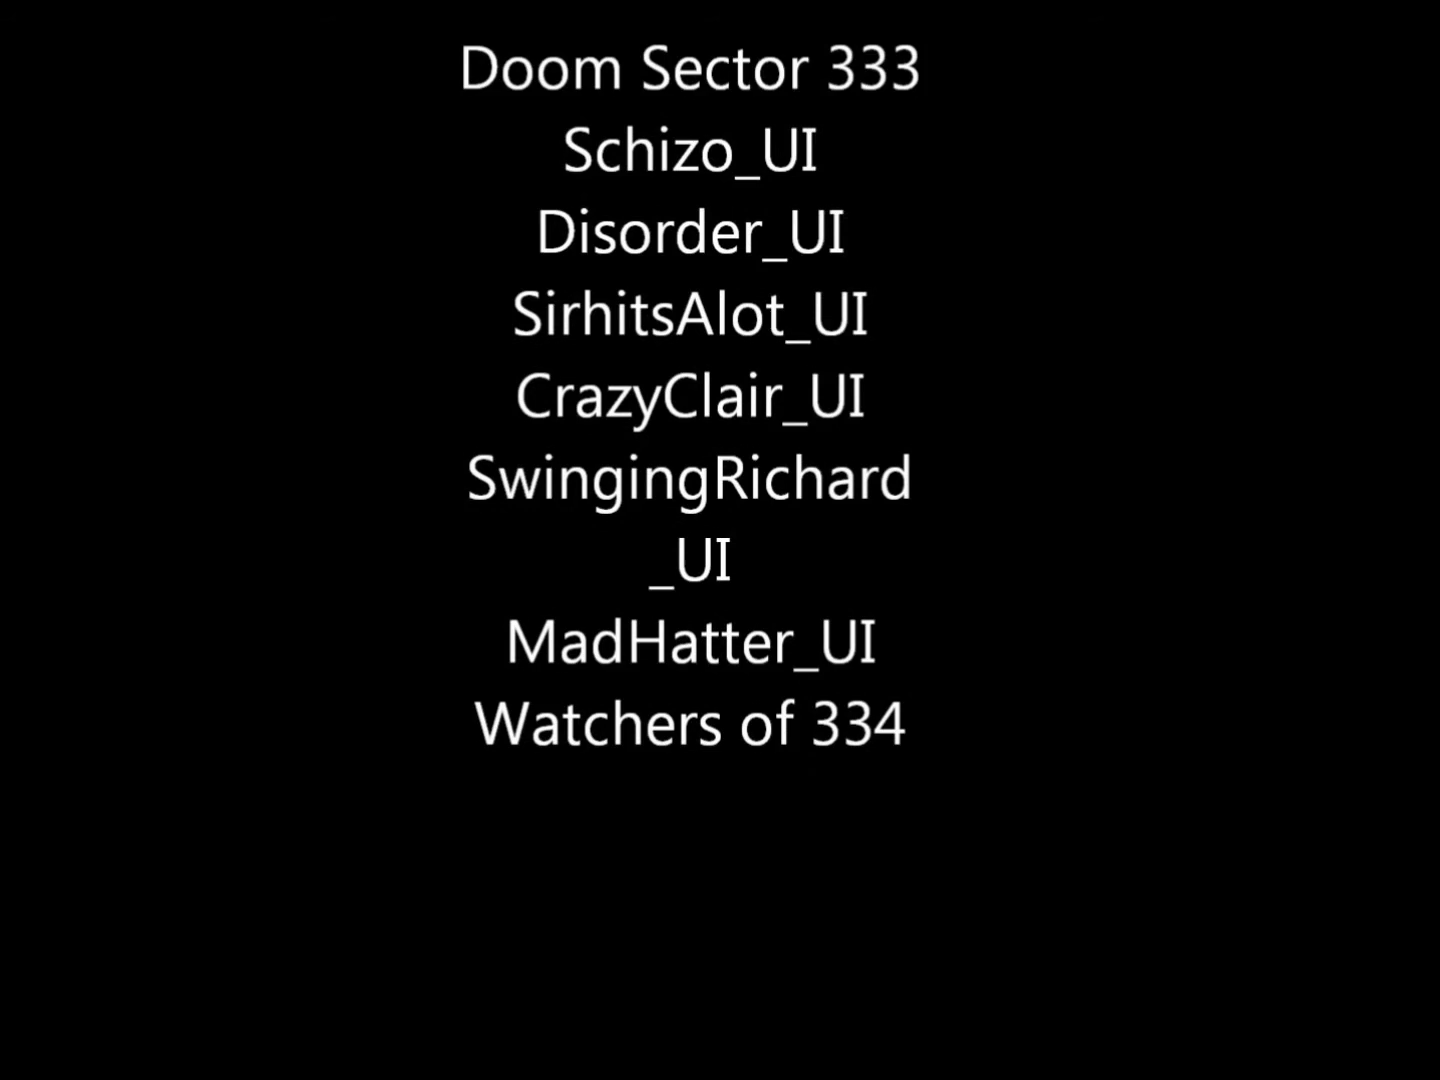 Doom Sector 333
Schizo_UI
Disorder_UI
SirhitsAlot_UI
CrazyClair_UI
SwingingRichard
_UI
MadHatter_UI
Watchers of 334